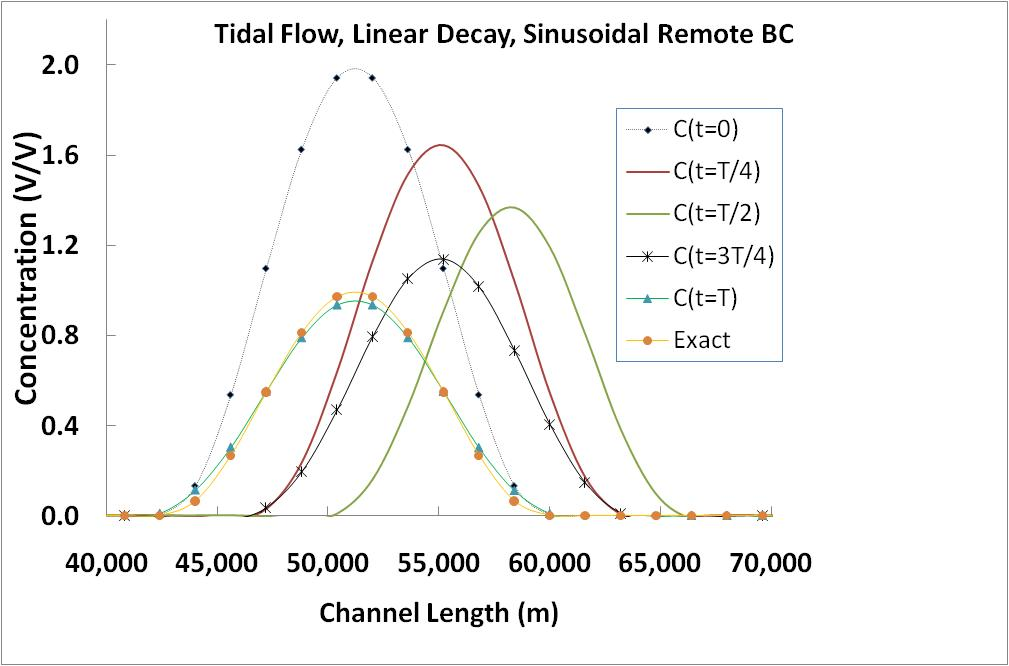 Tidal Flow, Linear Decay, Sinusoidal Remote BC
2.0
1.6
1.2
0.8
0.4
0.0
Concentration (V/V)
C(t=0)
C(t=T/4)
C(t=T/2)
C(t=3T/4)
C(t=T)
Exact
40,000 45,000 50,000 55,000 60,000 65,000 70,000
Channel Length (m)